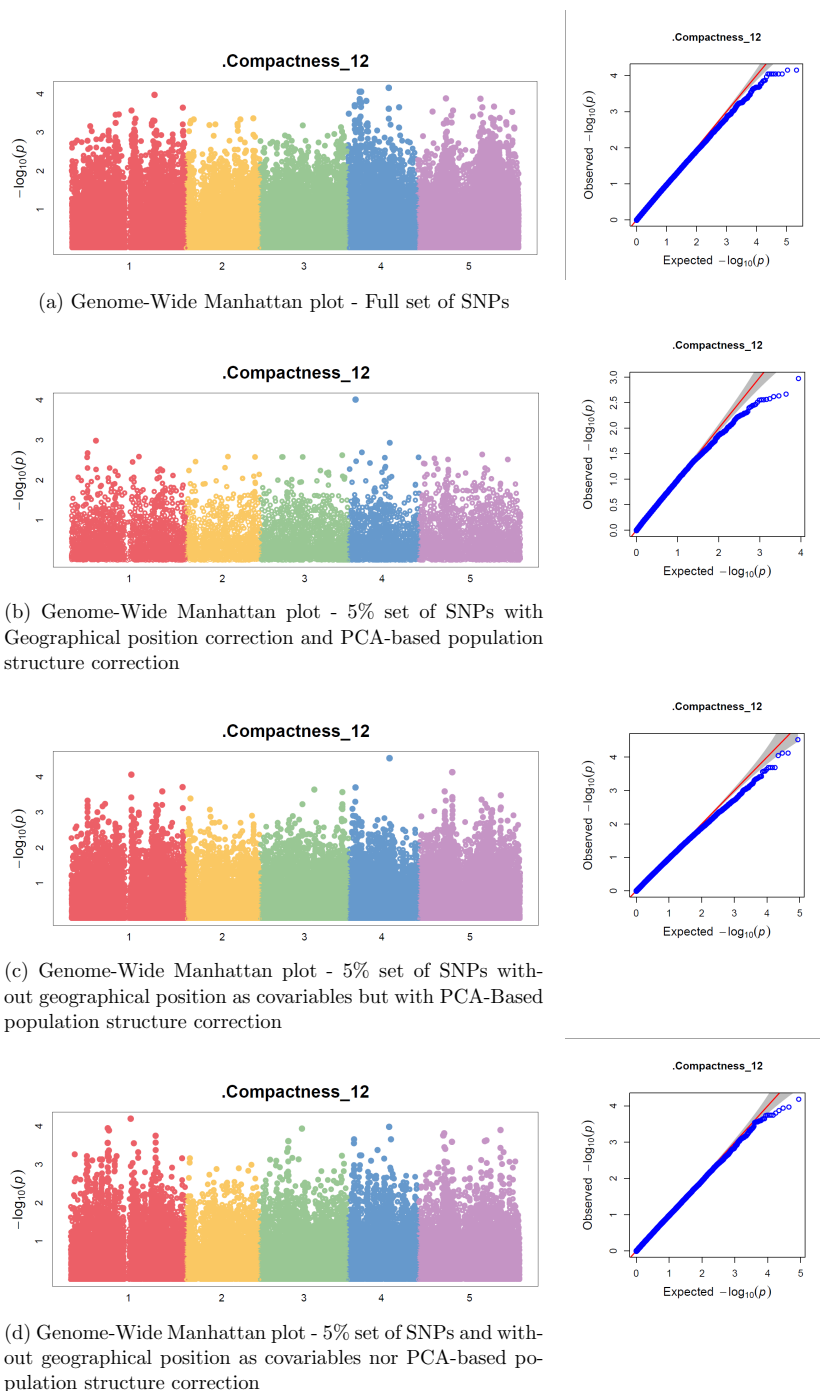 .Compactness_12
4
3
2
1
−log₁₀(p)
1 2 3 4 5
(a) Genome-Wide Manhattan plot - Full set of SNPs
.Compactness_12
4
3
2
1
0
Observed −log₁₀(p)
0 1 2 3 4 5
Expected −log₁₀(p)
.Compactness_12
4
3
2
1
−log₁₀(p)
1 2 3 4 5
(b) Genome-Wide Manhattan plot - 5% set of SNPs with
Geographical position correction and PCA-based population
structure correction
.Compactness_12
3.0
2.5
2.0
1.5
1.0
0.5
0.0
Observed −log₁₀(p)
0 1 2 3 4
Expected −log₁₀(p)
.Compactness_12
4
3
2
1
−log₁₀(p)
1 2 3 4 5
(c) Genome-Wide Manhattan plot - 5% set of SNPs with-
out geographical position as covariables but with PCA-Based
population structure correction
.Compactness_12
4
3
2
1
0
Observed −log₁₀(p)
0 1 2 3 4 5
Expected −log₁₀(p)
.Compactness_12
4
3
2
1
−log₁₀(p)
1 2 3 4 5
(d) Genome-Wide Manhattan plot - 5% set of SNPs and with-
out geographical position as covariables nor PCA-based po-
pulation structure correction
.Compactness_12
4
3
2
1
0
Observed −log₁₀(p)
0 1 2 3 4 5
Expected −log₁₀(p)